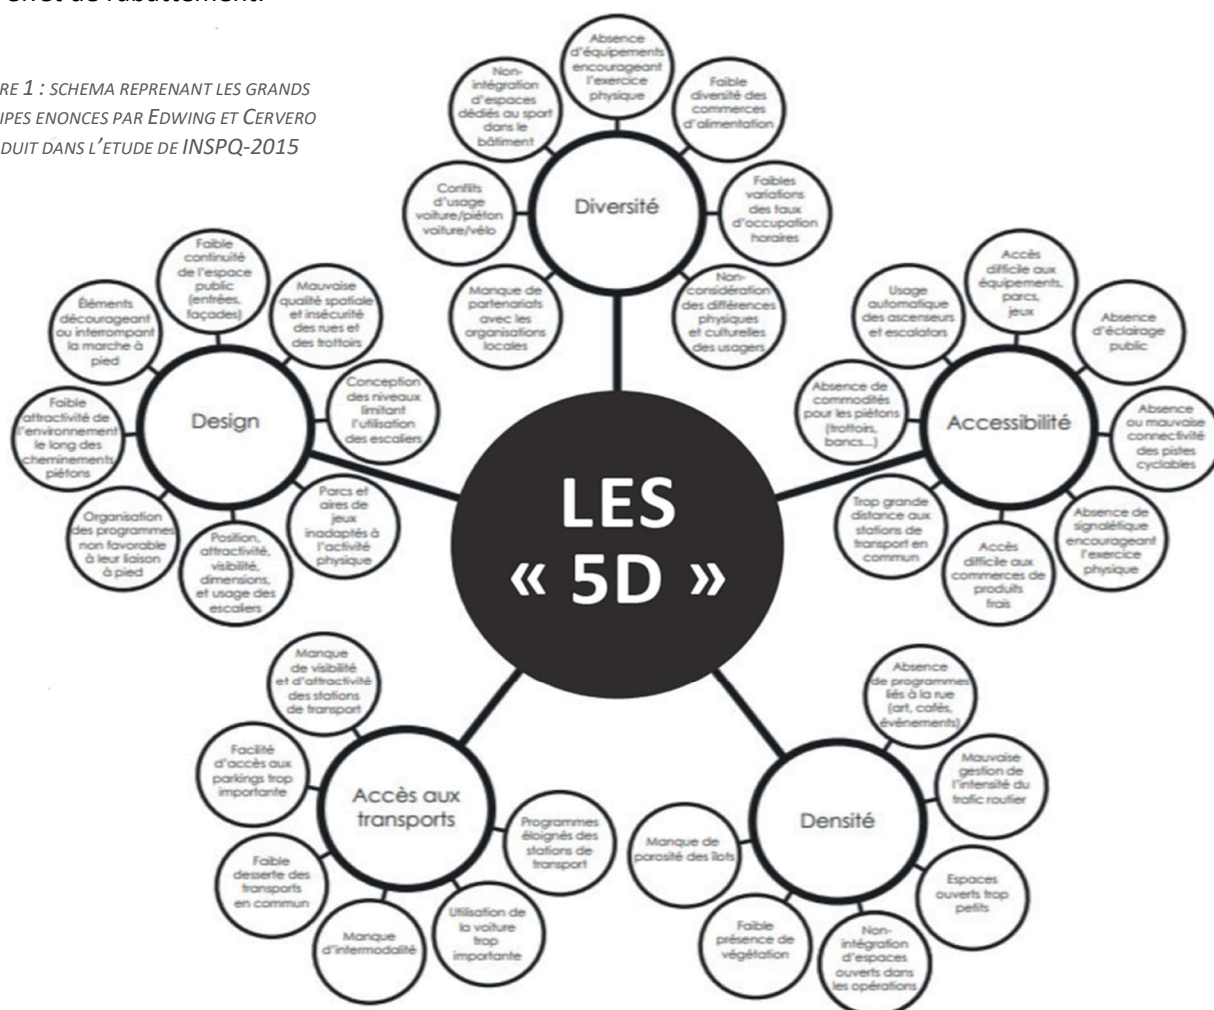 effet de rabattement.
RE 1 : SCHEMA REPRENANT LES GRANDS
IPES ENONCES PAR EDWING ET CERVERO
DUIT DANS L'ETUDE DE INSPQ-2015
Absence
d'équipements
encourageant
l'exercice
physique
Non-
intégration
d'espaces
dédiés au sport
dans le
bâtiment
Faible
diversité des
commerces
d'alimentation
Conflits
d'usage
voiture/piéton
voiture/vélo
Diversité
Faibles
variations
des taux
d'occupation
horaires
Manque de
partenariats
avec les
organisations
locales
Non-
considération
des différences
physiques
et culturelles
des usagers
Faible
continuité
de l'espace
public
(entrées,
façades)
Éléments
décourageant
ou interrompant
la marche à
pied
Mauvaise
qualité spatiale
et insécurité
des rues et
des trottoirs
Faible
attractivité de
l'environnement
le long des
cheminements
piétons
Design
Conception
des niveaux
limitant
l'utilisation
des escaliers
Organisation
des programmes
non favorable
à leur liaison
à pied
Position,
attractivité,
visibilité,
dimensions,
et usage des
escaliers
Parcs et
aires de
jeux
inadaptés à
l'activité
physique
Accès
difficile aux
équipements,
parcs,
jeux
Usage
automatique
des ascenseurs
et escalators
Absence
d'éclairage
public
Absence de
commodités
pour les piétons
(trottoirs,
bancs...)
Accessibilité
Absence
ou mauvaise
connectivité
des pistes
cyclables
Trop grande
distance aux
stations de
transport en
commun
Accès
difficile aux
commerces de
produits
frais
Absence de
signalétique
encourageant
l'exercice
physique
LES
« 5D »
Manque
de visibilité
et d'attractivité
des stations
de transport
Facilité
d'accès aux
parkings trop
importante
Accès aux
transports
Programmes
éloignés des
stations de
transport
Faible
desserte des
transports
en commun
Manque
d'intermodalité
Utilisation de
la voiture
trop
importante
Absence
de programmes
liés à la rue
(art, cafés,
événements)
Mauvaise
gestion de
l'intensité du
trafic routier
Manque de
porosité des îlots
Densité
Espaces
ouverts trop
petits
Faible
présence de
végétation
Non-
intégration
d'espaces
ouverts dans
les opérations